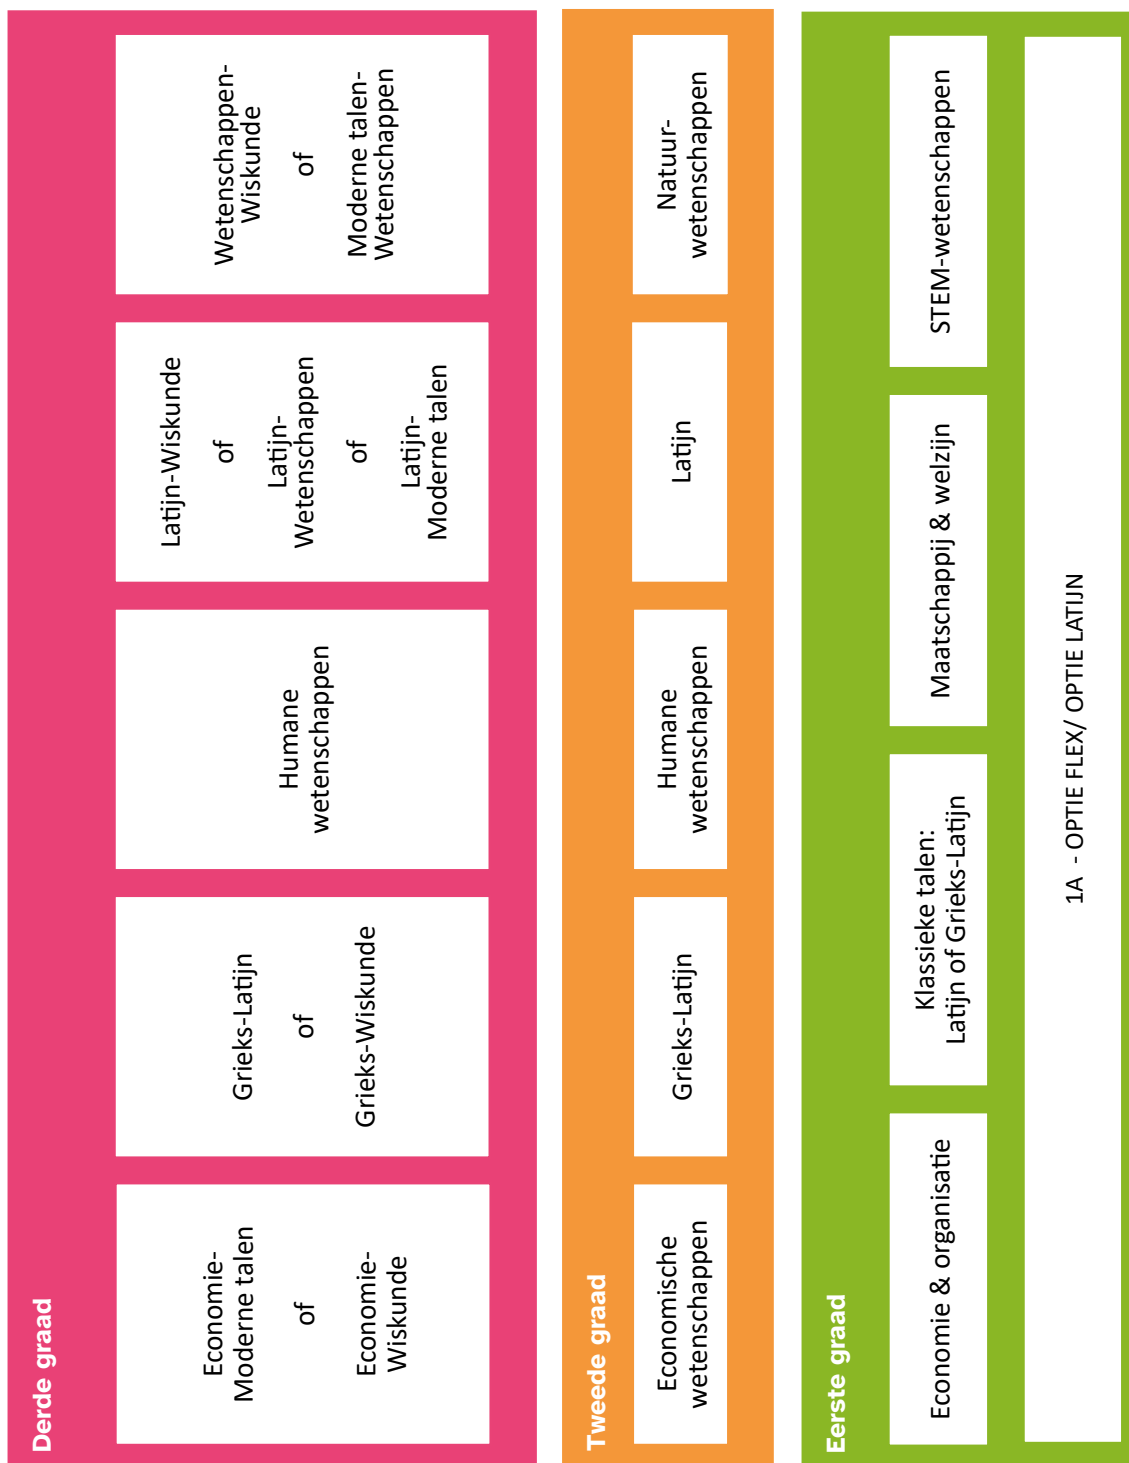 Derde graad
Economie-
Moderne talen
of
Economie-
Wiskunde
Grieks-Latijn
of
Grieks-Wiskunde
Humane
wetenschappen
Latijn-Wiskunde
of
Latijn-
Wetenschappen
of
Latijn-
Moderne talen
Wetenschappen-
Wiskunde
of
Moderne talen-
Wetenschappen
Tweede graad
Economische
wetenschappen
Grieks-Latijn
Humane
wetenschappen
Latijn
Natuur-
wetenschappen
Eerste graad
Economie & organisatie
Klassieke talen:
Latijn of Grieks-Latijn
Maatschappij & welzijn
STEM-wetenschappen
1A - OPTIE FLEX/ OPTIE LATIJN